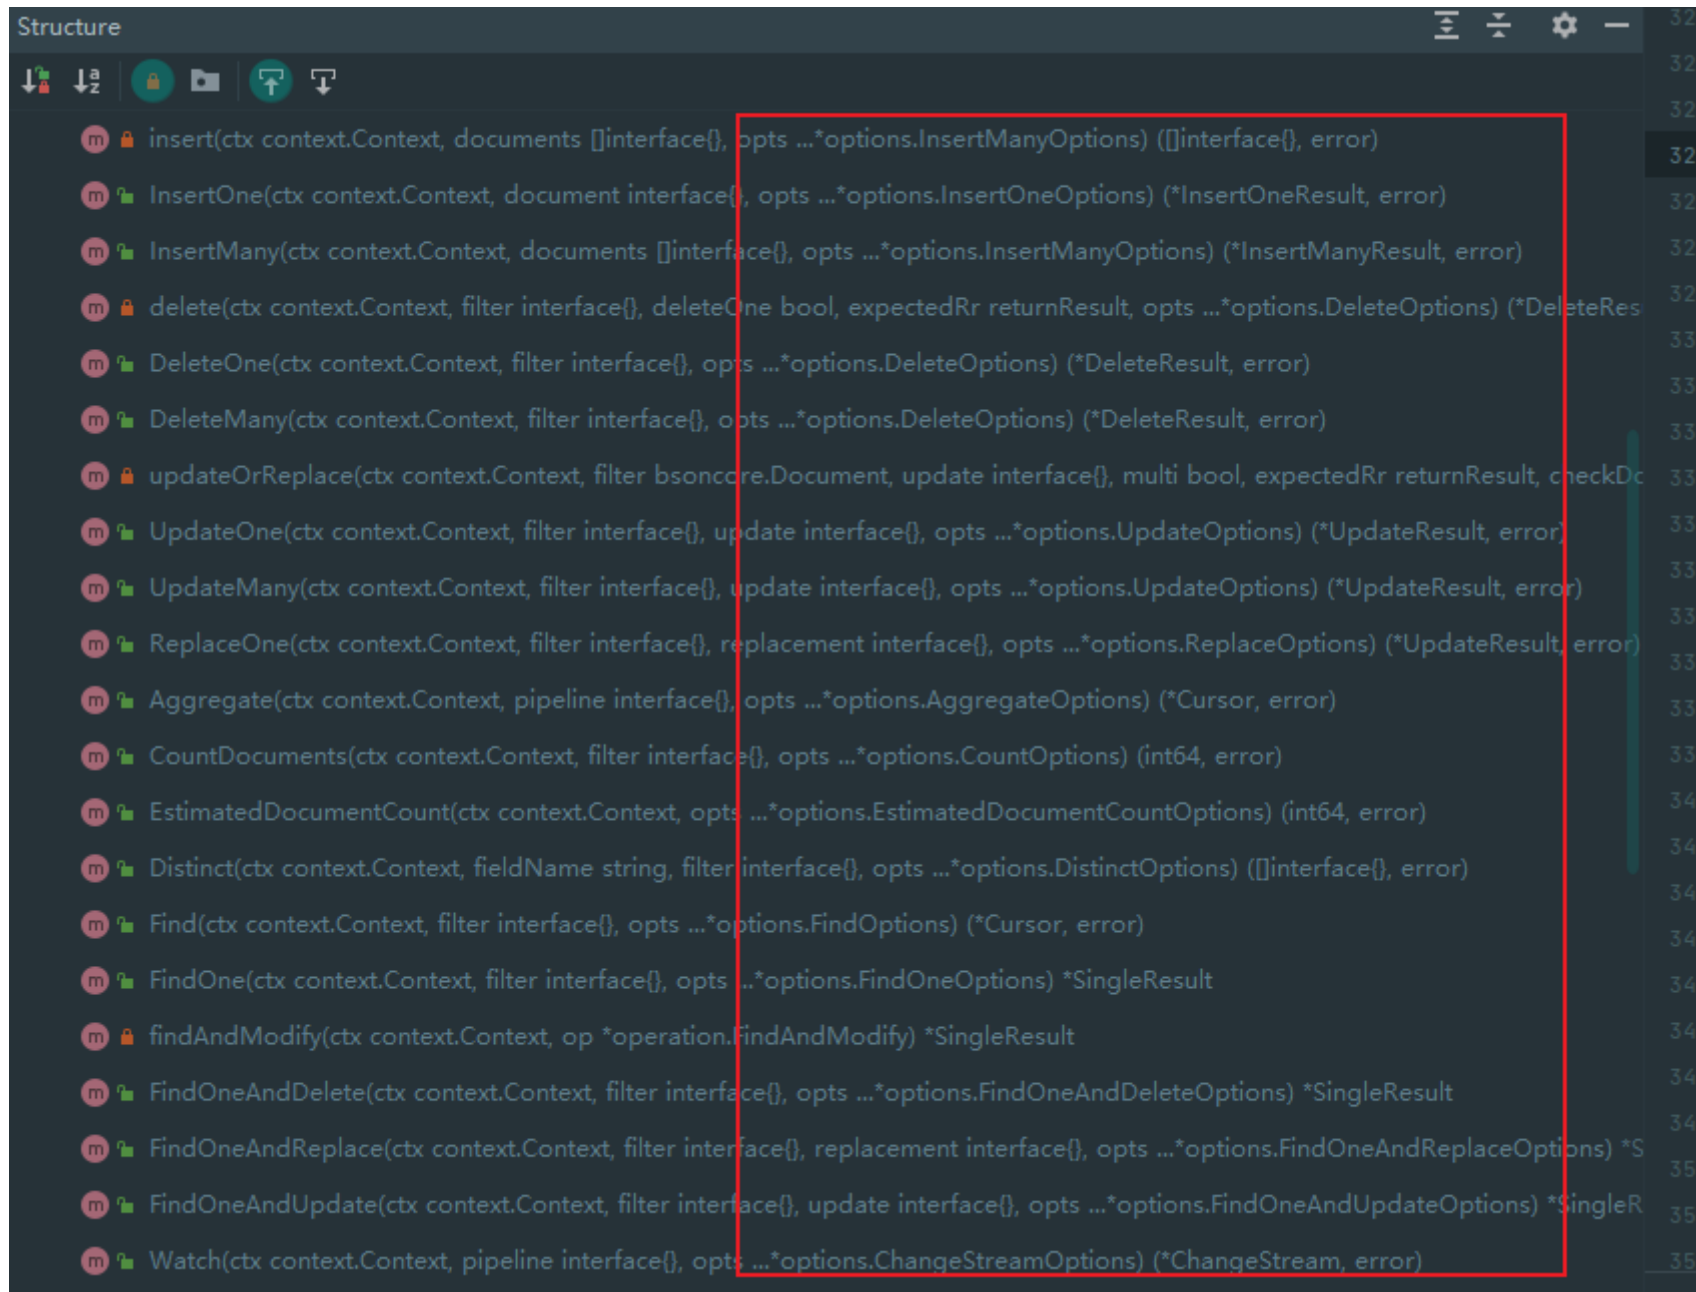 Structure
insert(ctx context.Context, documents []interface{}, opts ...*options.InsertManyOptions) ([]interface{}, error)
InsertOne(ctx context.Context, document interface{}, opts ...*options.InsertOneOptions) (*InsertOneResult, error)
InsertMany(ctx context.Context, documents []interface{}, opts ...*options.InsertManyOptions) (*InsertManyResult, error)
delete(ctx context.Context, filter interface{}, deleteOne bool, expectedRr returnResult, opts ...*options.DeleteOptions) (*DeleteRes
DeleteOne(ctx context.Context, filter interface{}, opts ...*options.DeleteOptions) (*DeleteResult, error)
DeleteMany(ctx context.Context, filter interface{}, opts ...*options.DeleteOptions) (*DeleteResult, error)
updateOrReplace(ctx context.Context, filter bsoncore.Document, update interface{}, multi bool, expectedRr returnResult, checkDo
UpdateOne(ctx context.Context, filter interface{}, update interface{}, opts ...*options.UpdateOptions) (*UpdateResult, error)
UpdateMany(ctx context.Context, filter interface{}, update interface{}, opts ...*options.UpdateOptions) (*UpdateResult, error)
ReplaceOne(ctx context.Context, filter interface{}, replacement interface{}, opts ...*options.ReplaceOptions) (*UpdateResult, error)
Aggregate(ctx context.Context, pipeline interface{}, opts ...*options.AggregateOptions) (*Cursor, error)
CountDocuments(ctx context.Context, filter interface{}, opts ...*options.CountOptions) (int64, error)
EstimatedDocumentCount(ctx context.Context, opts ...*options.EstimatedDocumentCountOptions) (int64, error)
Distinct(ctx context.Context, fieldName string, filter interface{}, opts ...*options.DistinctOptions) ([]interface{}, error)
Find(ctx context.Context, filter interface{}, opts ...*options.FindOptions) (*Cursor, error)
FindOne(ctx context.Context, filter interface{}, opts ...*options.FindOneOptions) *SingleResult
findAndModify(ctx context.Context, op *operation.FindAndModify) *SingleResult
FindOneAndDelete(ctx context.Context, filter interface{}, opts ...*options.FindOneAndDeleteOptions) *SingleResult
FindOneAndReplace(ctx context.Context, filter interface{}, replacement interface{}, opts ...*options.FindOneAndReplaceOptions) *S
FindOneAndUpdate(ctx context.Context, filter interface{}, update interface{}, opts ...*options.FindOneAndUpdateOptions) *SingleR
Watch(ctx context.Context, pipeline interface{}, opts ...*options.ChangeStreamOptions) (*ChangeStream, error)